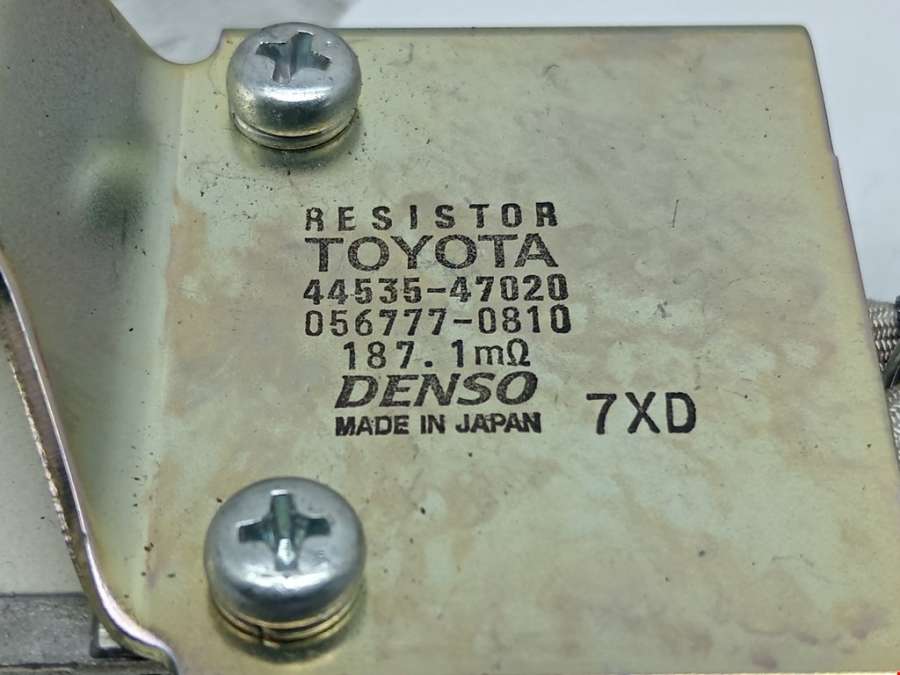 RESISTOR
TOYOTA
44535-47020
056777-0810
187.1mΩ
DENSO
MADE IN JAPAN
7XD